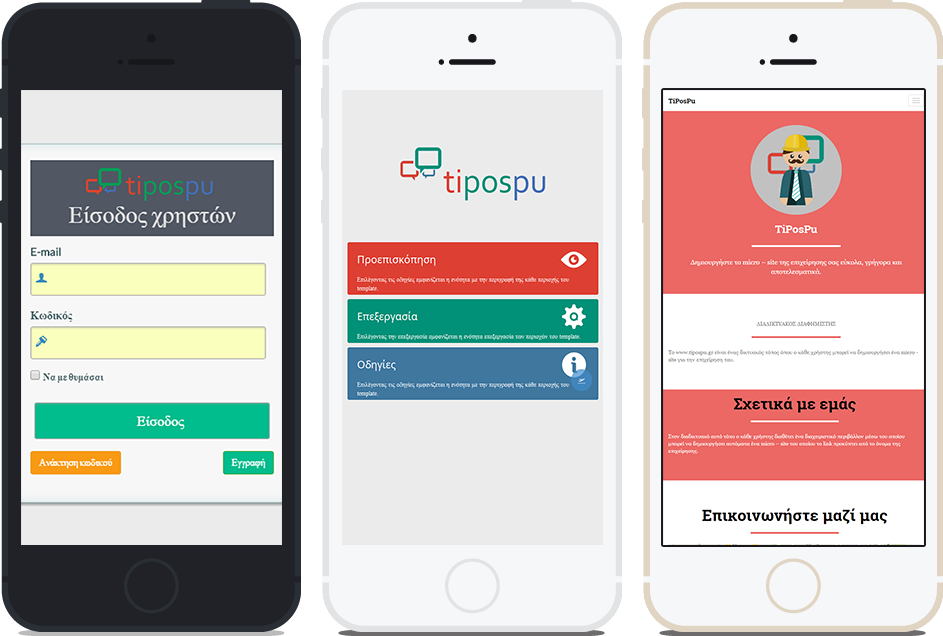 tipospu
Είσοδος χρηστών
E-mail
Κωδικός
Να με θυμάσαι
Είσοδος
Ανάκτηση κωδικού
Εγγραφή
tipospu
Προεπισκόπηση
Επιλέγοντας τις οδηγίες εμφανίζεται η ενότητα με την περιγραφή της κάθε περιοχής του
template.
Επεξεργασία
Επιλέγοντας την επεξεργασία εμφανίζεται η ενότητα επεξεργασία των περιοχών του template.
Οδηγίες
Επιλέγοντας τις οδηγίες εμφανίζεται η ενότητα με την περιγραφή της κάθε περιοχής του
template.
TiPosPu
TiPosPu
Δημιουργήστε το micro – site της επιχείρησης σας εύκολα, γρήγορα και
αποτελεσματικά.
ΔΙΑΔΙΚΤΥΑΚΟΣ ΔΙΑΦΗΜΙΣΤΗΣ
Το www.tipospu.gr είναι ένας δικτυακός τόπος όπου ο κάθε χρήστης μπορεί να δημιουργήσει ένα micro -
site για την επιχείρηση του.
Σχετικά με εμάς
Στον διαδικτυακό αυτό τόπο ο κάθε χρήστης διαθέτει ένα διαχειριστικό περιβάλλον μέσω του οποίου
μπορεί να δημιουργήσει αυτόματα ένα micro – site του οποίου το link προκύπτει από το όνομα της
επιχείρησης.
Επικοινωνήστε μαζί μας